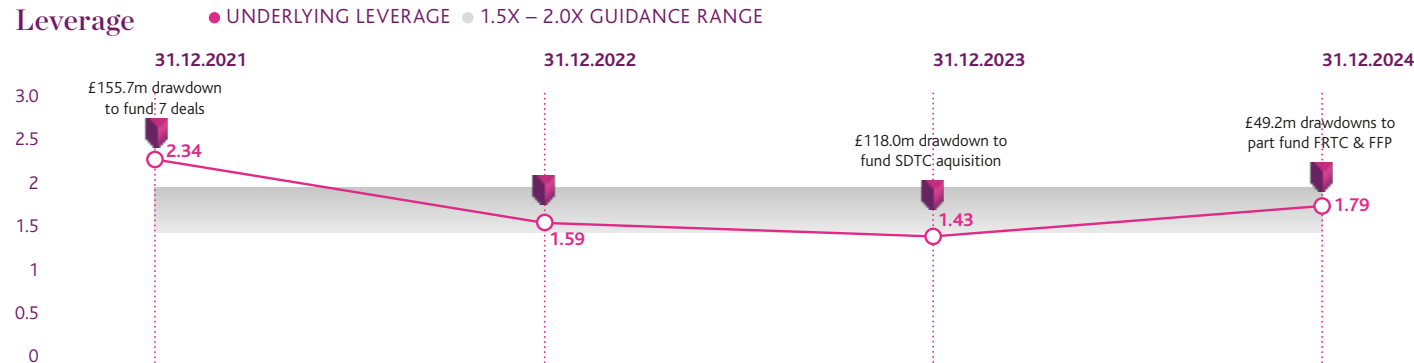 Leverage
UNDERLYING LEVERAGE
1.5X – 2.0X GUIDANCE RANGE
31.12.2021
31.12.2022
31.12.2023
31.12.2024
£155.7m drawdown
to fund 7 deals
£118.0m drawdown to
fund SDTC aquisition
£49.2m drawdowns to
part fund FRTC & FFP
3.0
2.5
2
1.5
1
0.5
0
2.34
1.59
1.43
1.79